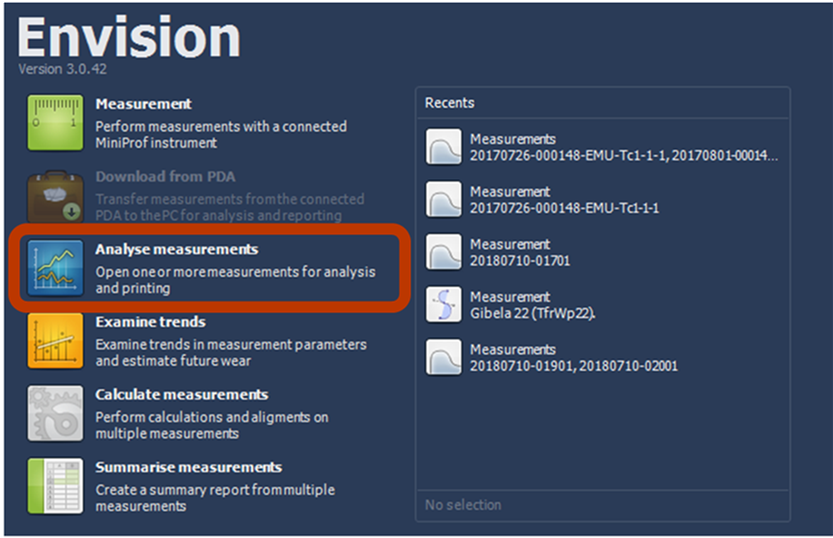 Envision
Version 3.0.42
Measurement
Perform measurements with a connected
MiniProf instrument
Download from PDA
Transfer measurements from the connected
PDA to the PC for analysis and reporting
Analyse measurements
Open one or more measurements for analysis
and printing
Examine trends
Examine trends in measurement parameters
and estimate future wear
Calculate measurements
Perform calculations and aligments on
multiple measurements
Summarise measurements
Create a summary report from multiple
measurements
Recents
Measurements
20170726-000148-EMU-Tc1-1-1, 20170801-00014...
Measurement
20170726-000148-EMU-Tc1-1-1
Measurement
20180710-01701
Measurement
Gibela 22 (TfrWp22).
Measurements
20180710-01901, 20180710-02001
No selection
0 1